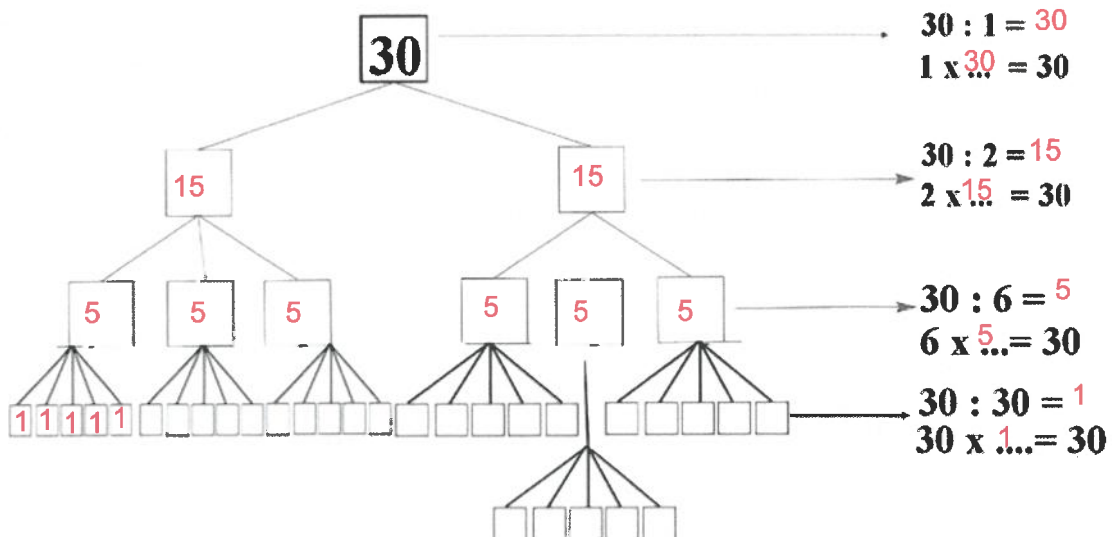 30
30 : 1 = 30
1 x 30... = 30
15
15
30 : 2 = 15
2 x 15... = 30
5
5
5
5
5
5
30 : 6 = 5
6 x 5...= 30
1 1 1 1 1
30 : 30 = 1
30 x 1....= 30